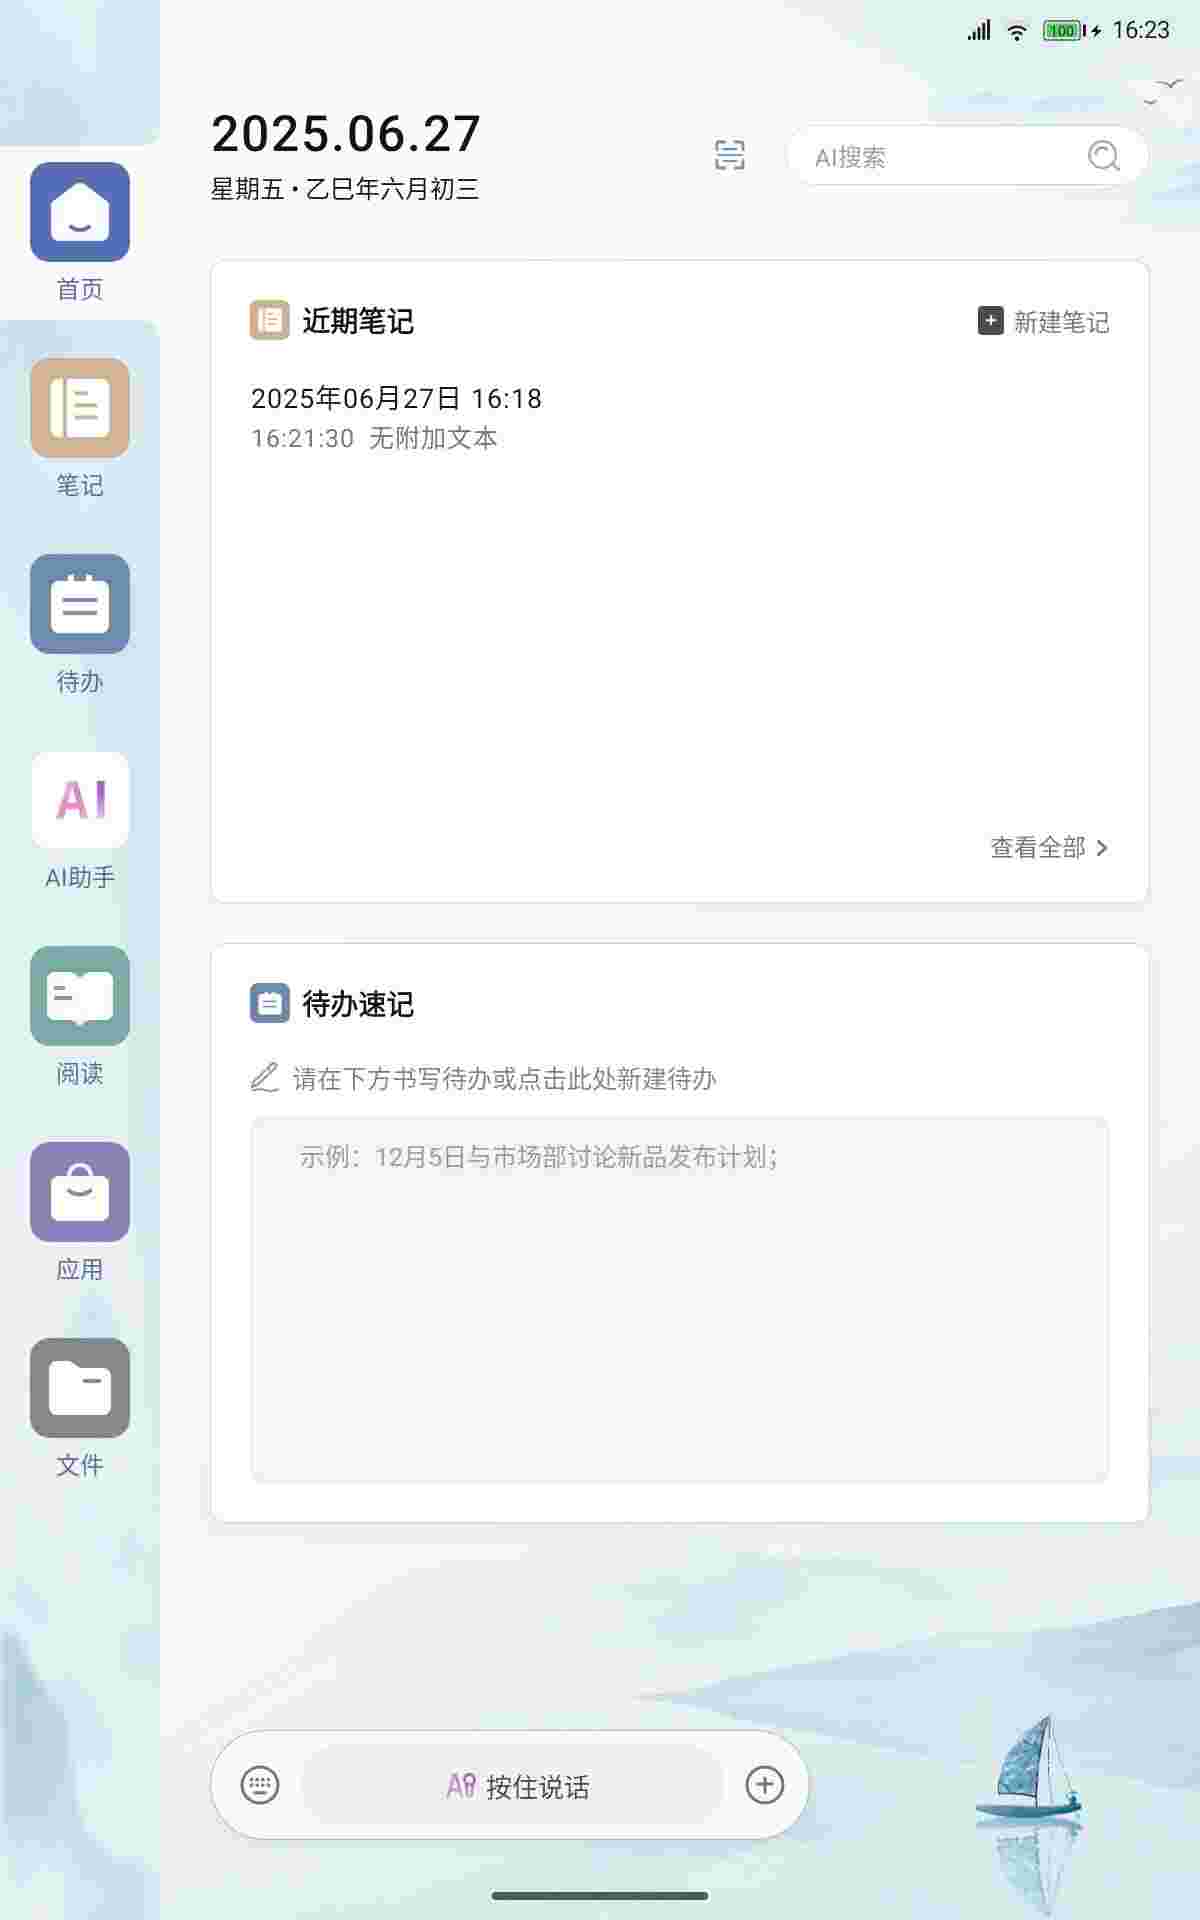 100 16:23
2025.06.27
星期五·乙巳年六月初三
AI搜索
首页
近期笔记
新建笔记
2025年06月27日 16:18
16:21:30 无附加文本
笔记
待办
AI
AI助手
查看全部
待办速记
请在下方书写待办或点击此处新建待办
示例：12月5日与市场部讨论新品发布计划；
阅读
应用
文件
按住说话